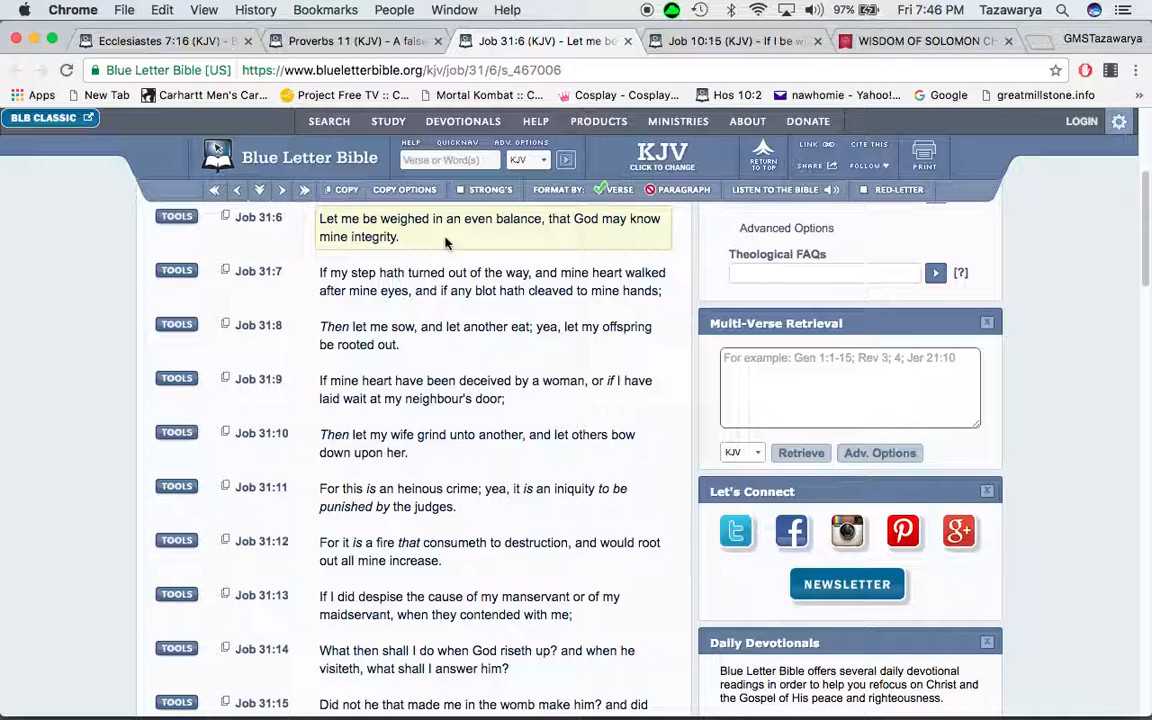 Chrome File Edit View History Bookmarks People Window Help 97% Fri 7:46 PM Tazawarya
Ecclesiastes 7:16 (KJV) - B Proverbs 11 (KJV) - A false Job 31:6 (KJV) - Let me be Job 10:15 (KJV) - If I be w WISDOM OF SOLOMON CH GMSTazawarya
Blue Letter Bible [US] https://www.blueletterbible.org/kjv/job/31/6/s_467006
Apps New Tab Carhartt Men's Car... Project Free TV :: C... Mortal Kombat :: C... Cosplay - Cosplay... Hos 10:2 nawhomie - Yahoo!... Google greatmillstone.info »
BLB CLASSIC SEARCH STUDY DEVOTIONALS HELP PRODUCTS MINISTRIES ABOUT DONATE LOGIN
HELP QUICKNAV ADV. OPTIONS
Blue Letter Bible Verse or Word(s) KJV KJV CLICK TO CHANGE RETURN TO TOP LINK CITE THIS SHARE FOLLOW PRINT
COPY COPY OPTIONS STRONG'S FORMAT BY: VERSE PARAGRAPH LISTEN TO THE BIBLE RED-LETTER
TOOLS Job 31:6 Let me be weighed in an even balance, that God may know
mine integrity.
TOOLS Job 31:7 If my step hath turned out of the way, and mine heart walked
after mine eyes, and if any blot hath cleaved to mine hands;
TOOLS Job 31:8 Then let me sow, and let another eat; yea, let my offspring
be rooted out.
TOOLS Job 31:9 If mine heart have been deceived by a woman, or if I have
laid wait at my neighbour's door;
TOOLS Job 31:10 Then let my wife grind unto another, and let others bow
down upon her.
TOOLS Job 31:11 For this is an heinous crime; yea, it is an iniquity to be
punished by the judges.
TOOLS Job 31:12 For it is a fire that consumeth to destruction, and would root
out all mine increase.
TOOLS Job 31:13 If I did despise the cause of my manservant or of my
maidservant, when they contended with me;
TOOLS Job 31:14 What then shall I do when God riseth up? and when he
visiteth, what shall I answer him?
TOOLS Job 31:15 Did not he that made me in the womb make him? and did
Advanced Options
Theological FAQs
[?]
Multi-Verse Retrieval
For example: Gen 1:1-15; Rev 3; 4; Jer 21:10
KJV Retrieve Adv. Options
Let's Connect
NEWSLETTER
Daily Devotionals
Blue Letter Bible offers several daily devotional
readings in order to help you refocus on Christ and
the Gospel of His peace and righteousness.